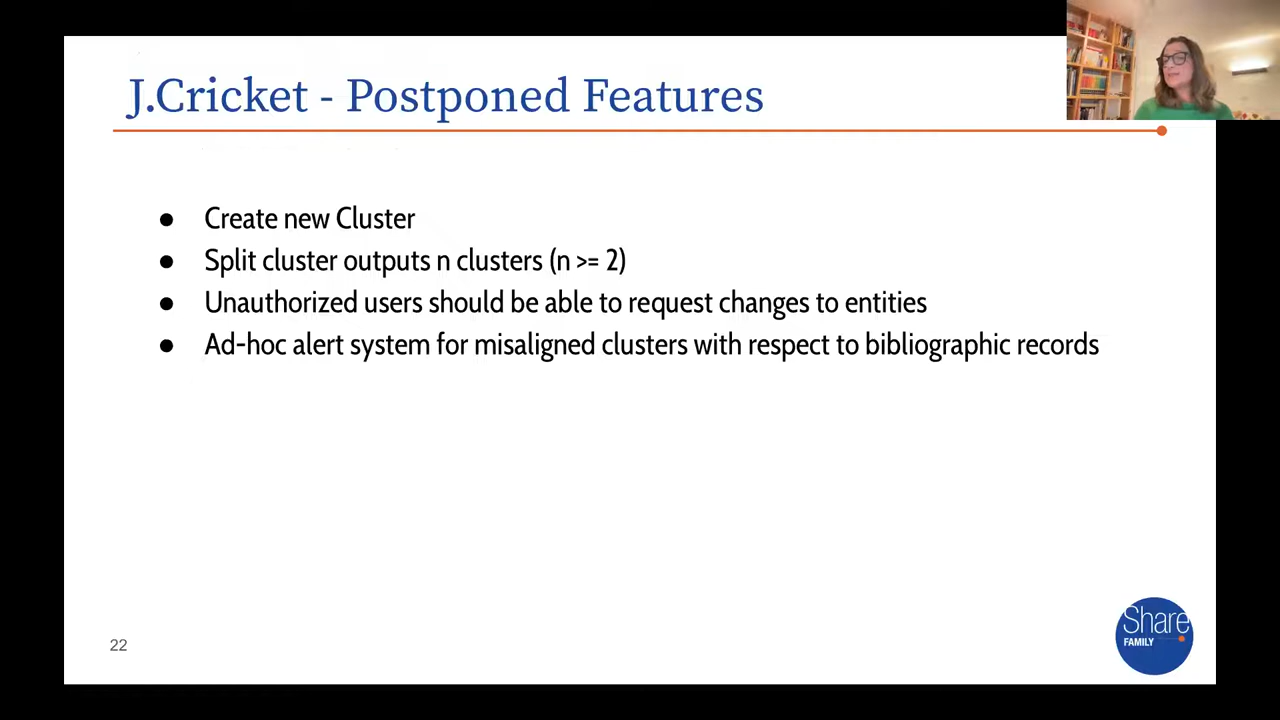 J.Cricket - Postponed Features
● Create new Cluster
● Split cluster outputs n clusters (n >= 2)
● Unauthorized users should be able to request changes to entities
● Ad-hoc alert system for misaligned clusters with respect to bibliographic records
22
Share
FAMILY